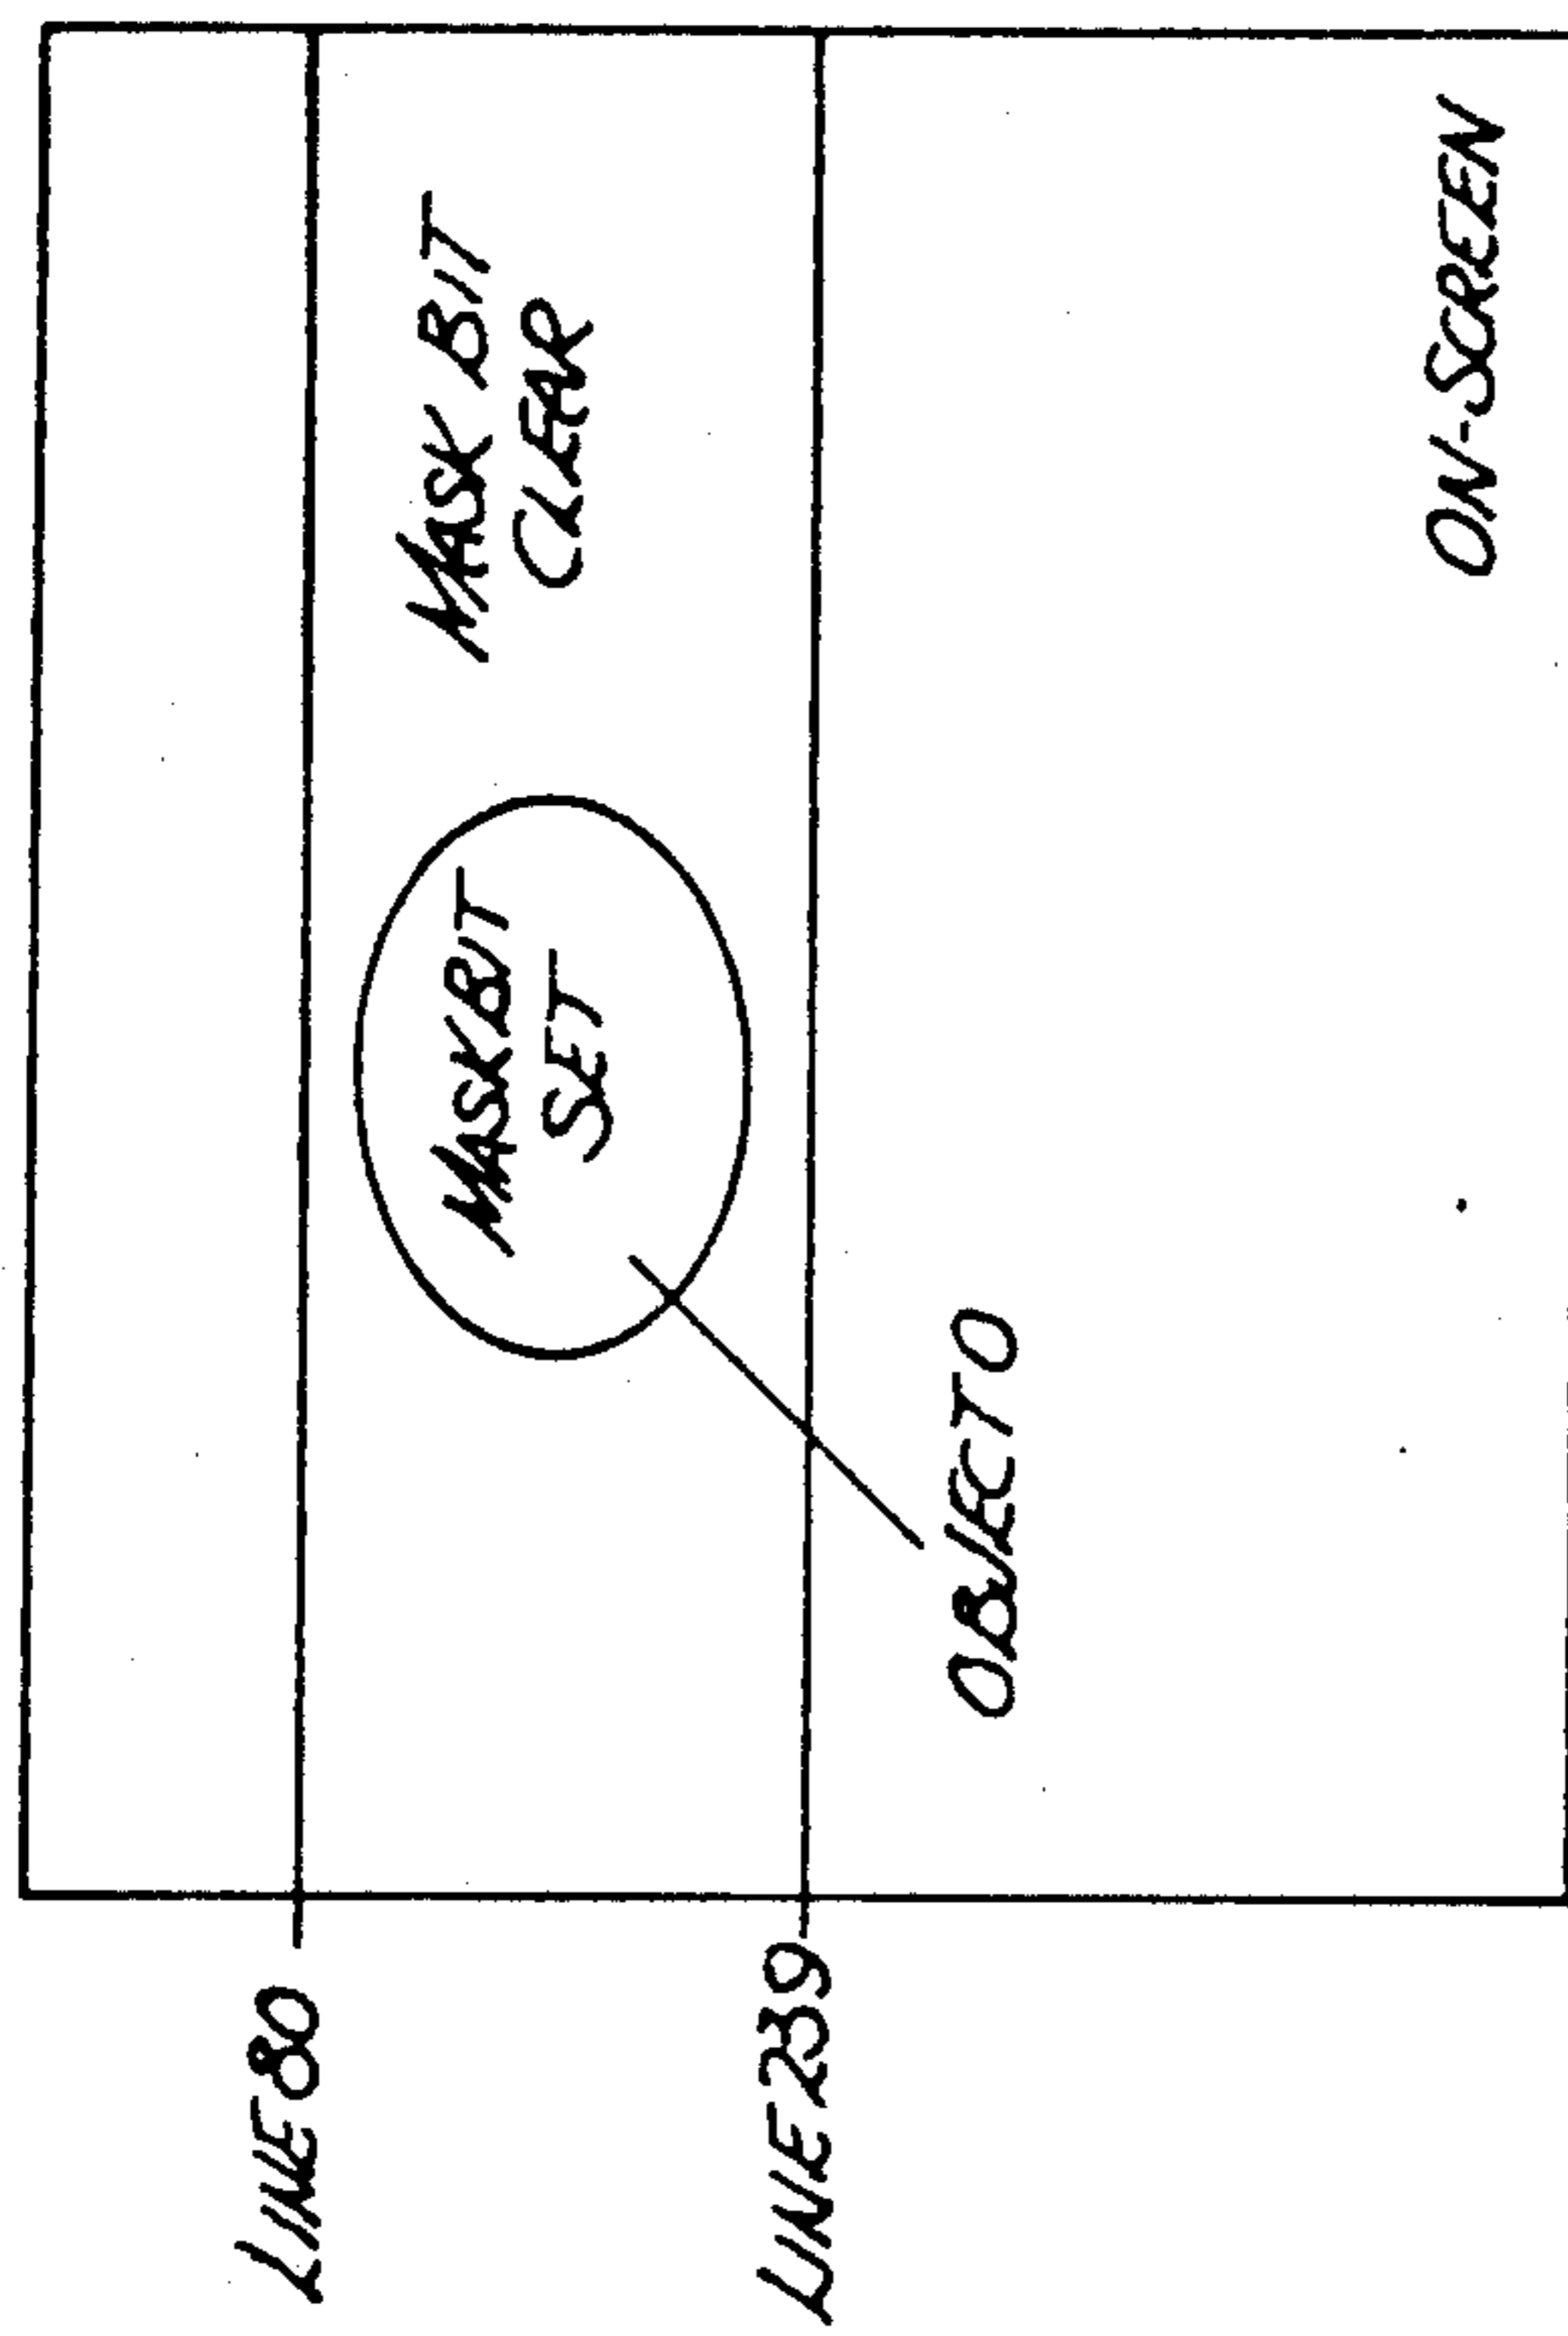 LINE 80
MASK BIT
CLEAR
MASK BIT
SET
LINE 239
OBJECT O
ON-SCREEN